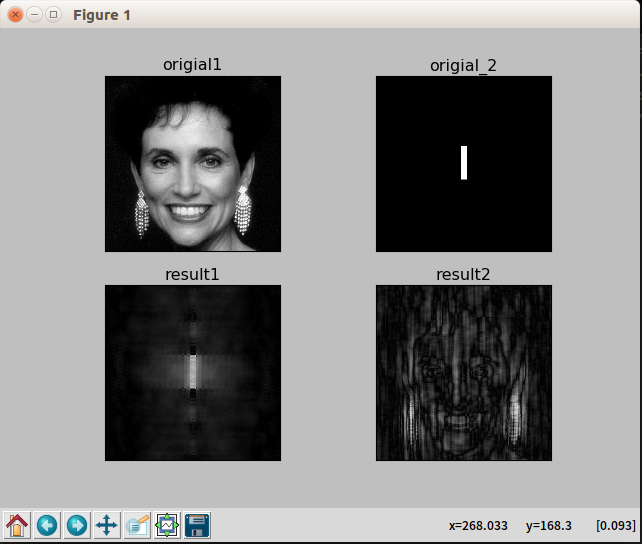 Figure 1
origial1
origial_2
result1
result2
x=268.033 y=168.3 [0.093]